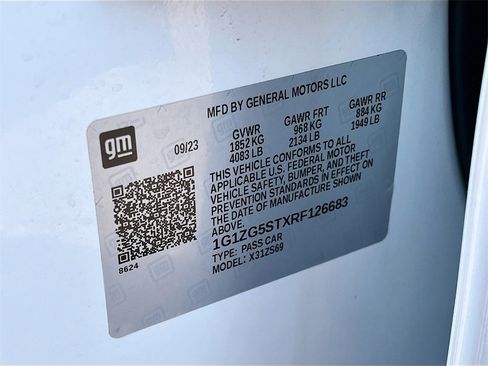 gm
09/23
MFD BY GENERAL MOTORS LLC
GVWR GAWR FRT GAWR RR
1852 KG 968 KG 884 KG
4083 LB 2134 LB 1949 LB
THIS VEHICLE CONFORMS TO ALL
APPLICABLE U.S. FEDERAL MOTOR
VEHICLE SAFETY, BUMPER, AND THEFT
PREVENTION STANDARDS IN EFFECT ON
THE DATE OF MANUFACTURE SHOWN
ABOVE.
1G1ZG5STXRF126683
TYPE: PASS CAR
MODEL: X31ZS69
8624